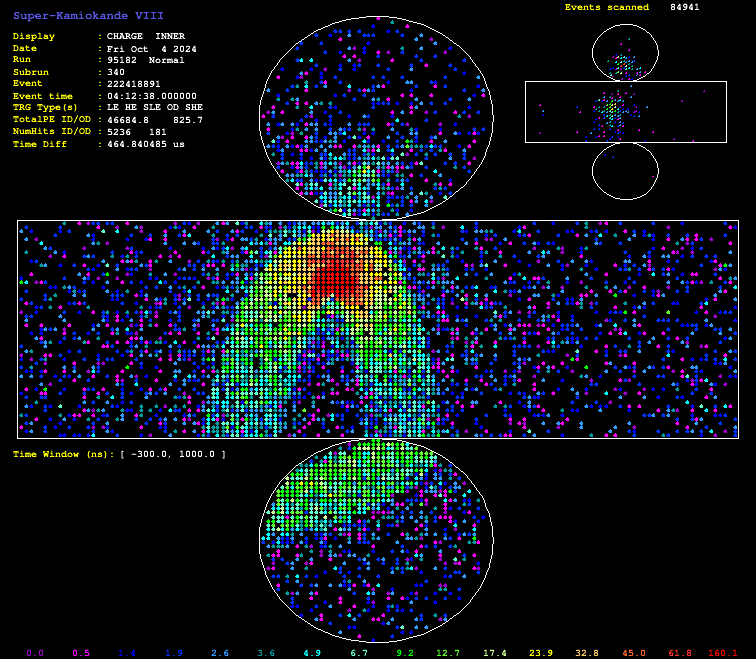 Super-Kamiokande VIII
Events scanned 84941
Display : CHARGE INNER
Date : Fri Oct 4 2024
Run : 95182 Normal
Subrun : 340
Event : 222418891
Event time : 04:12:38.000000
TRG Type(s) : LE HE SLE OD SHE
TotalPE ID/OD : 46684.8 825.7
NumHits ID/OD : 5236 181
Time Diff : 464.840485 us
Time Window (ns): [ -300.0, 1000.0 ]
0.0 0.5 1.4 1.9 2.6 3.6 4.9 6.7 9.2 12.7 17.4 23.9 32.8 45.0 61.8 160.1